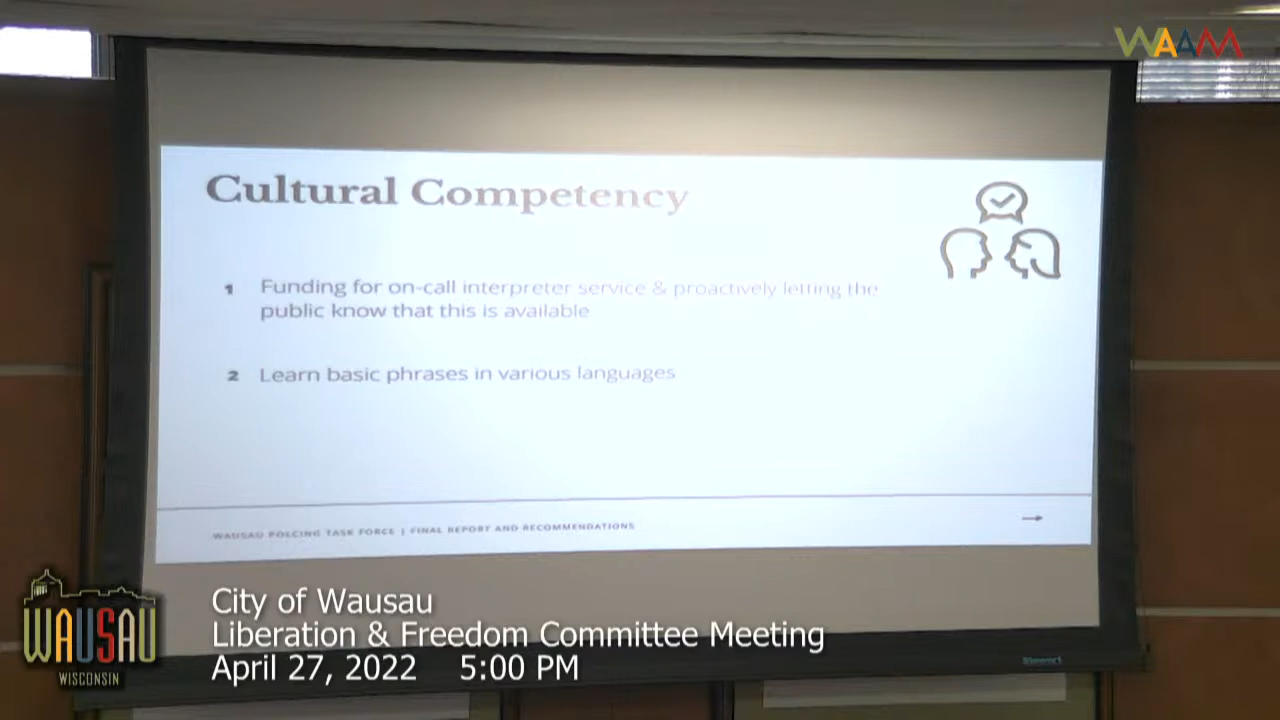 WAAM
Cultural Competency
1 Funding for on-call interpreter service & proactively letting the
public know that this is available
2 Learn basic phrases in various languages
WAUSAU POLCING TASK FORCE | FINAL REPORT AND RECOMMENDATIONS
WAUSAU
WISCONSIN
City of Wausau
Liberation & Freedom Committee Meeting
April 27, 2022 5:00 PM